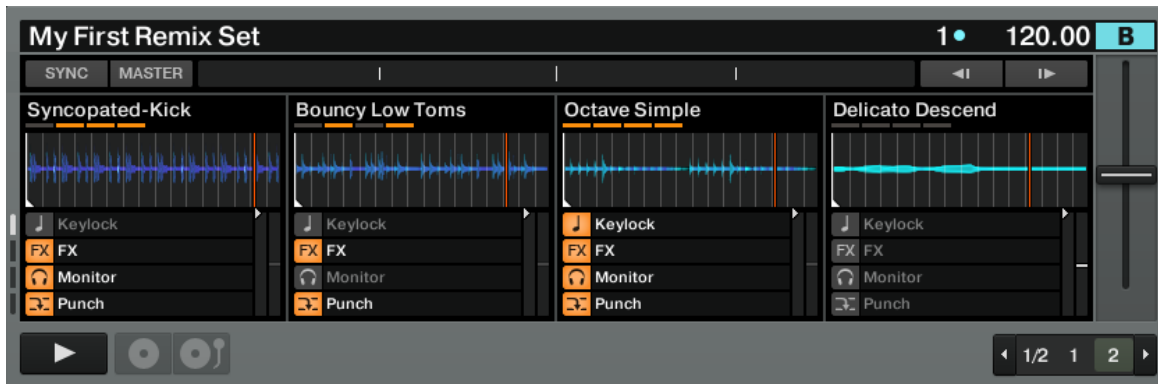 My First Remix Set 1 120.00 B
SYNC MASTER
Syncopated-Kick Bouncy Low Toms Octave Simple Delicato Descend
Keylock Keylock Keylock Keylock
FX FX FX FX FX FX FX FX
Monitor Monitor Monitor Monitor
Punch Punch Punch Punch
1/2 1 2